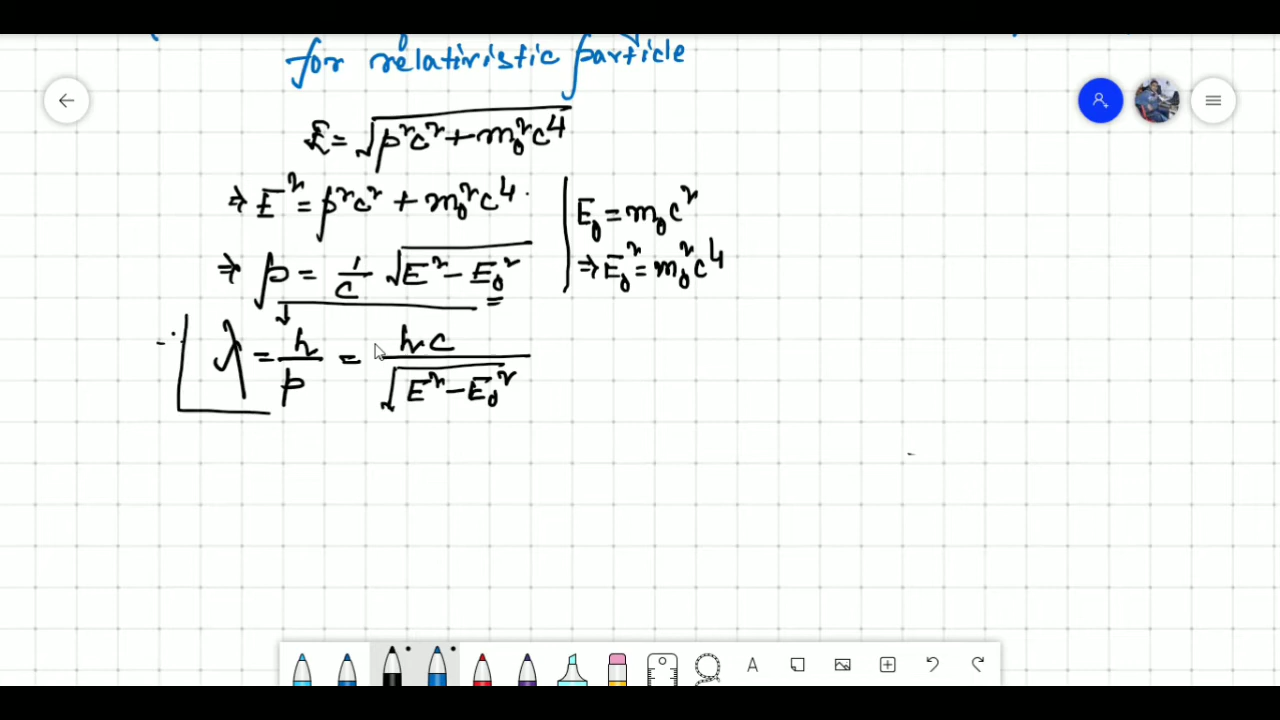 for relativistic particle
E = √p²c² + m₀²c⁴
⇒ E² = p²c² + m₀²c⁴.
⇒ p = 1/c √E² − E₀²
E₀ = m₀c²
⇒ E₀² = m₀²c⁴
∴ λ = h/p = hc/√E² − E₀²
A